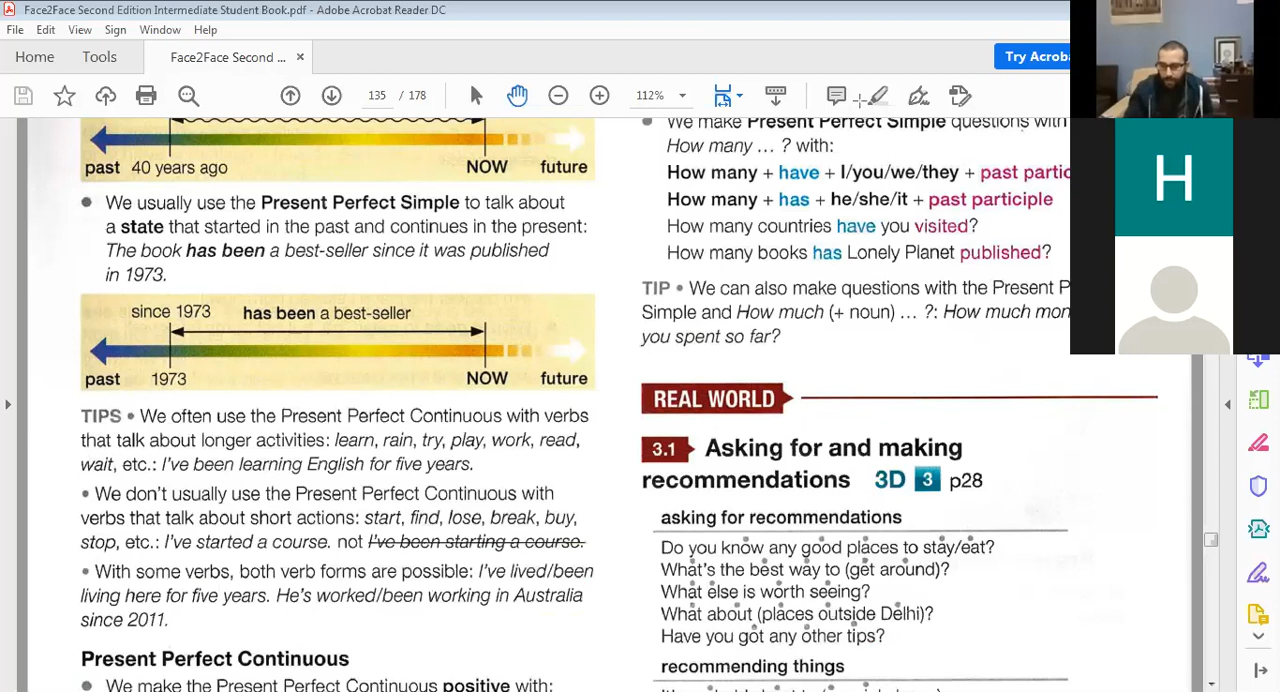 Face2Face Second Edition Intermediate Student Book.pdf - Adobe Acrobat Reader DC
File Edit View Sign Window Help
Home Tools Face2Face Second ... × Try Acroba
135 / 178 112%
past 40 years ago NOW future
• We usually use the Present Perfect Simple to talk about
a state that started in the past and continues in the present:
The book has been a best-seller since it was published
in 1973.
since 1973 has been a best-seller
past 1973 NOW future
TIPS • We often use the Present Perfect Continuous with verbs
that talk about longer activities: learn, rain, try, play, work, read,
wait, etc.: I've been learning English for five years.
• We don't usually use the Present Perfect Continuous with
verbs that talk about short actions: start, find, lose, break, buy,
stop, etc.: I've started a course. not I've been starting a course.
• With some verbs, both verb forms are possible: I've lived/been
living here for five years. He's worked/been working in Australia
since 2011.
Present Perfect Continuous
• We make the Present Perfect Continuous positive with:
• We make Present Perfect Simple questions with
How many ... ? with:
How many + have + I/you/we/they + past partic
How many + has + he/she/it + past participle
How many countries have you visited?
How many books has Lonely Planet published?
TIP • We can also make questions with the Present P
Simple and How much (+ noun) ... ?: How much mon
you spent so far?
REAL WORLD
3.1 Asking for and making
recommendations 3D 3 p28
asking for recommendations
Do you know any good places to stay/eat?
What's the best way to (get around)?
What else is worth seeing?
What about (places outside Delhi)?
Have you got any other tips?
recommending things
H